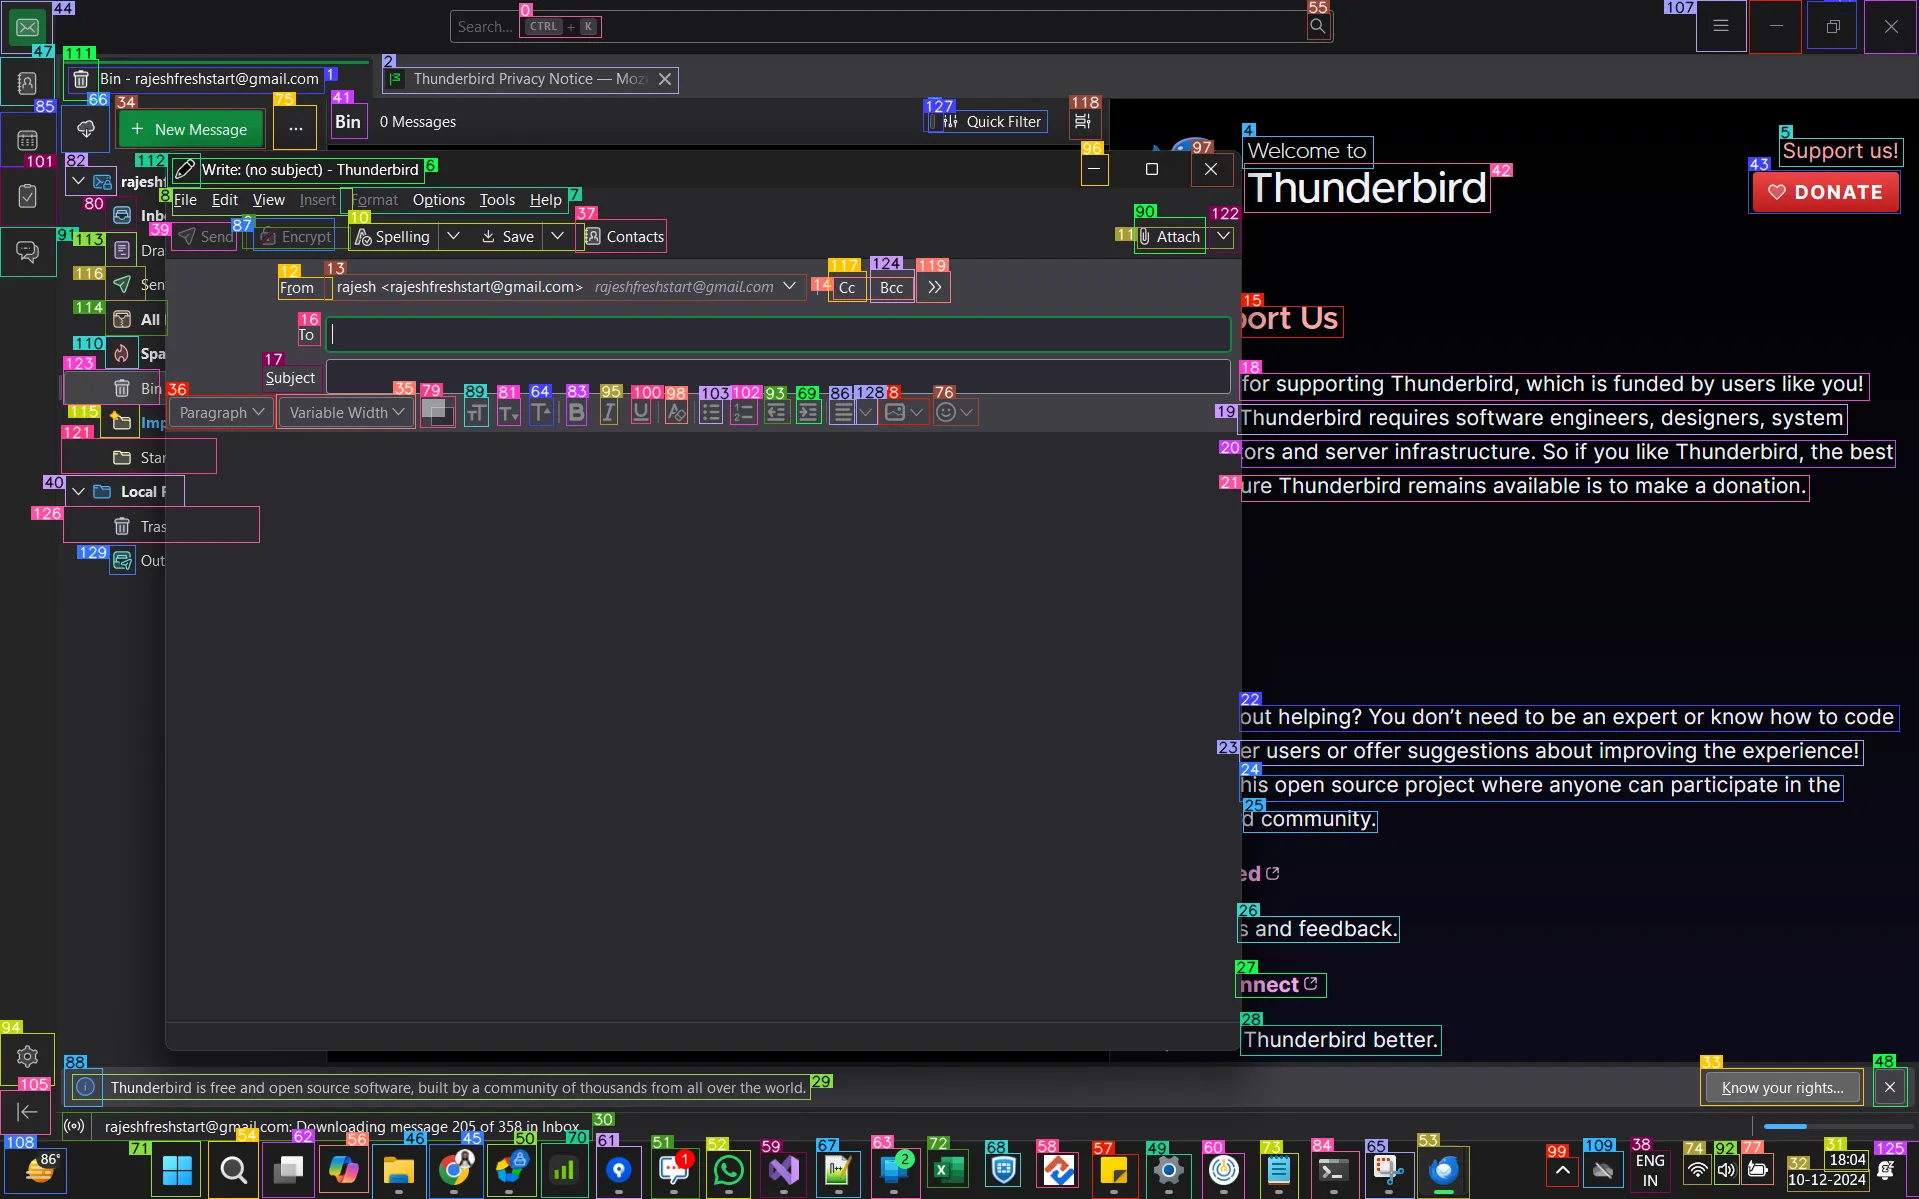 Search... CTRL + K
Bin - rajeshfreshstart@gmail.com
Thunderbird Privacy Notice — Moz
New Message
Bin 0 Messages
Quick Filter
Welcome to
Thunderbird
Support us!
DONATE
Write: (no subject) - Thunderbird
File Edit View Insert Format Options Tools Help
Send Encrypt Spelling Save Contacts
Attach
From rajesh <rajeshfreshstart@gmail.com> rajeshfreshstart@gmail.com
Cc Bcc
To
Subject
Paragraph Variable Width
rajesh
Inb
Dra
Sen
All
Spa
Bin
Imp
Star
Local F
Tras
Out
port Us
for supporting Thunderbird, which is funded by users like you!
Thunderbird requires software engineers, designers, system
ors and server infrastructure. So if you like Thunderbird, the best
ure Thunderbird remains available is to make a donation.
out helping? You don’t need to be an expert or know how to code
er users or offer suggestions about improving the experience!
his open source project where anyone can participate in the
d community.
ed
s and feedback.
nnect
Thunderbird better.
Thunderbird is free and open source software, built by a community of thousands from all over the world.
Know your rights...
rajeshfreshstart@gmail.com: Downloading message 205 of 358 in Inbox
86°
ENG
IN
18:04
10-12-2024